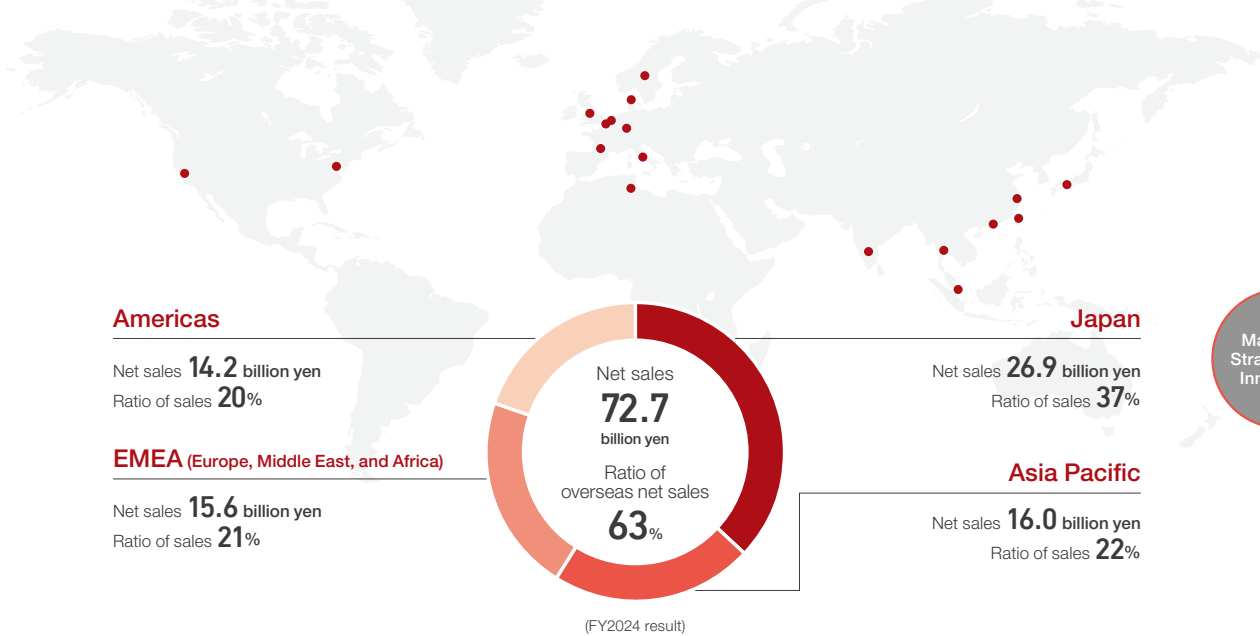 Americas
Net sales 14.2 billion yen
Ratio of sales 20%
EMEA (Europe, Middle East, and Africa)
Net sales 15.6 billion yen
Ratio of sales 21%
Net sales
72.7
billion yen
Ratio of
overseas net sales
63%
(FY2024 result)
Japan
Net sales 26.9 billion yen
Ratio of sales 37%
Asia Pacific
Net sales 16.0 billion yen
Ratio of sales 22%